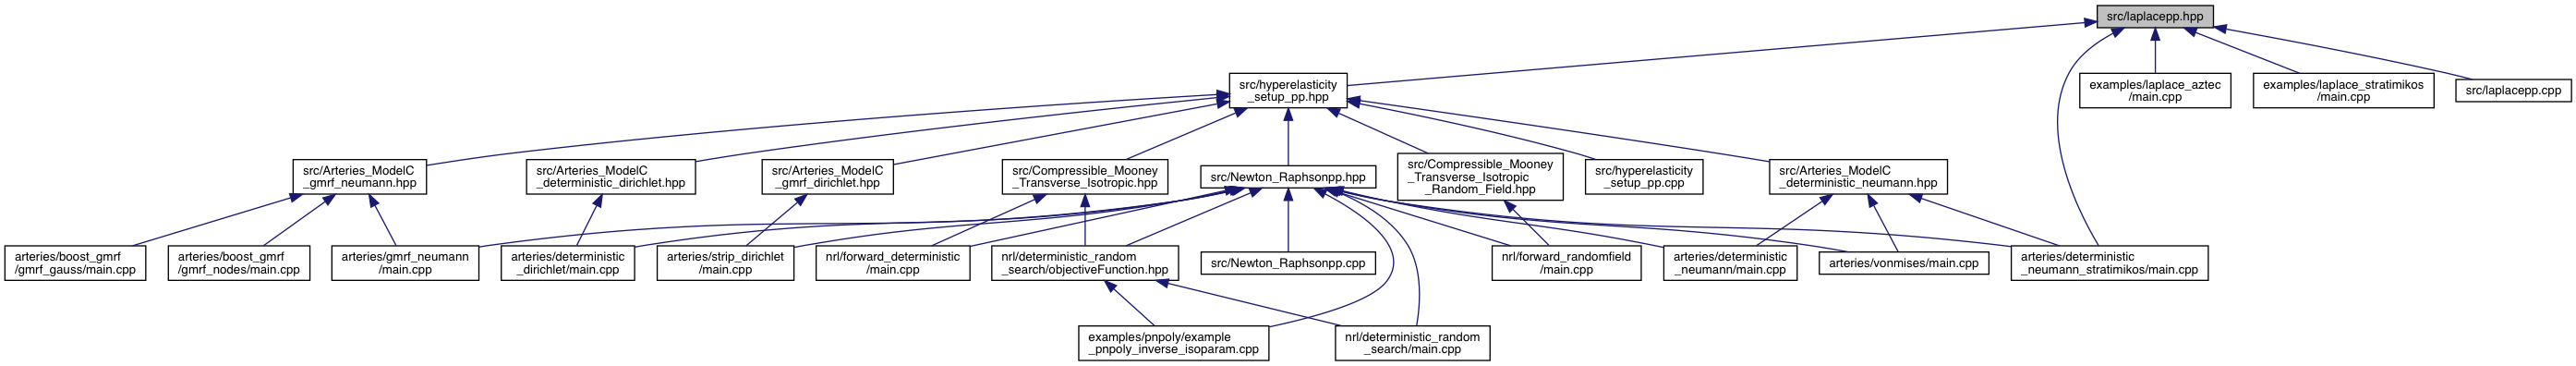 src/laplacepp.hpp
src/hyperelasticity
_setup_pp.hpp
examples/laplace_aztec
/main.cpp
examples/laplace_stratimikos
/main.cpp
src/laplacepp.cpp
src/Arteries_ModelC
_gmrf_neumann.hpp
src/Arteries_ModelC
_deterministic_dirichlet.hpp
src/Arteries_ModelC
_gmrf_dirichlet.hpp
src/Compressible_Mooney
_Transverse_Isotropic.hpp
src/Newton_Raphsonpp.hpp
src/Compressible_Mooney
_Transverse_Isotropic
_Random_Field.hpp
src/hyperelasticity
_setup_pp.cpp
src/Arteries_ModelC
_deterministic_neumann.hpp
arteries/boost_gmrf
/gmrf_gauss/main.cpp
arteries/boost_gmrf
/gmrf_nodes/main.cpp
arteries/gmrf_neumann
/main.cpp
arteries/deterministic
_dirichlet/main.cpp
arteries/strip_dirichlet
/main.cpp
nrl/forward_deterministic
/main.cpp
nrl/deterministic_random
_search/objectiveFunction.hpp
src/Newton_Raphsonpp.cpp
nrl/forward_randomfield
/main.cpp
arteries/deterministic
_neumann/main.cpp
arteries/vonmises/main.cpp
arteries/deterministic
_neumann_stratimikos/main.cpp
examples/pnpoly/example
_pnpoly_inverse_isoparam.cpp
nrl/deterministic_random
_search/main.cpp